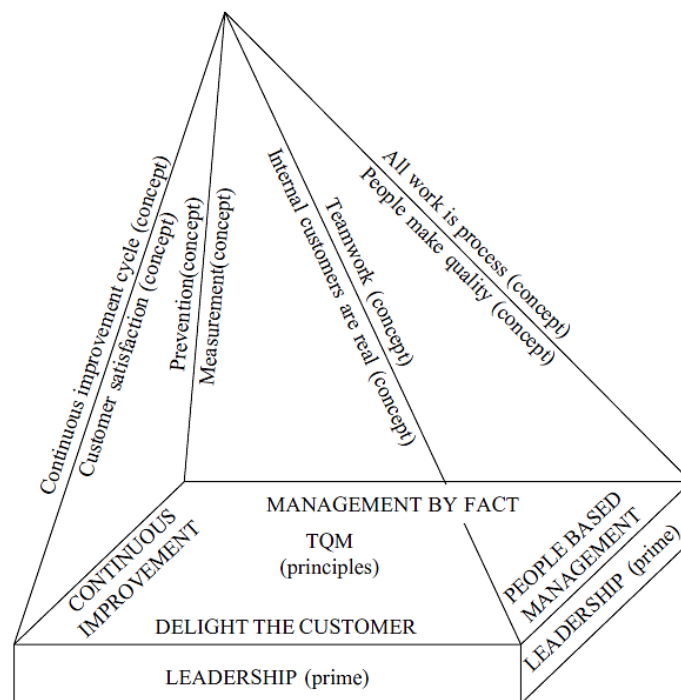 Continuous improvement cycle (concept)
Customer satisfaction (concept)
Prevention(concept)
Measurement(concept)
Teamwork (concept)
Internal customers are real (concept)
All work is process (concept)
People make quality (concept)
MANAGEMENT BY FACT
CONTINUOUS
IMPROVEMENT
TQM
(principles)
PEOPLE BASED
MANAGEMENT
DELIGHT THE CUSTOMER
LEADERSHIP (prime)
LEADERSHIP (prime)